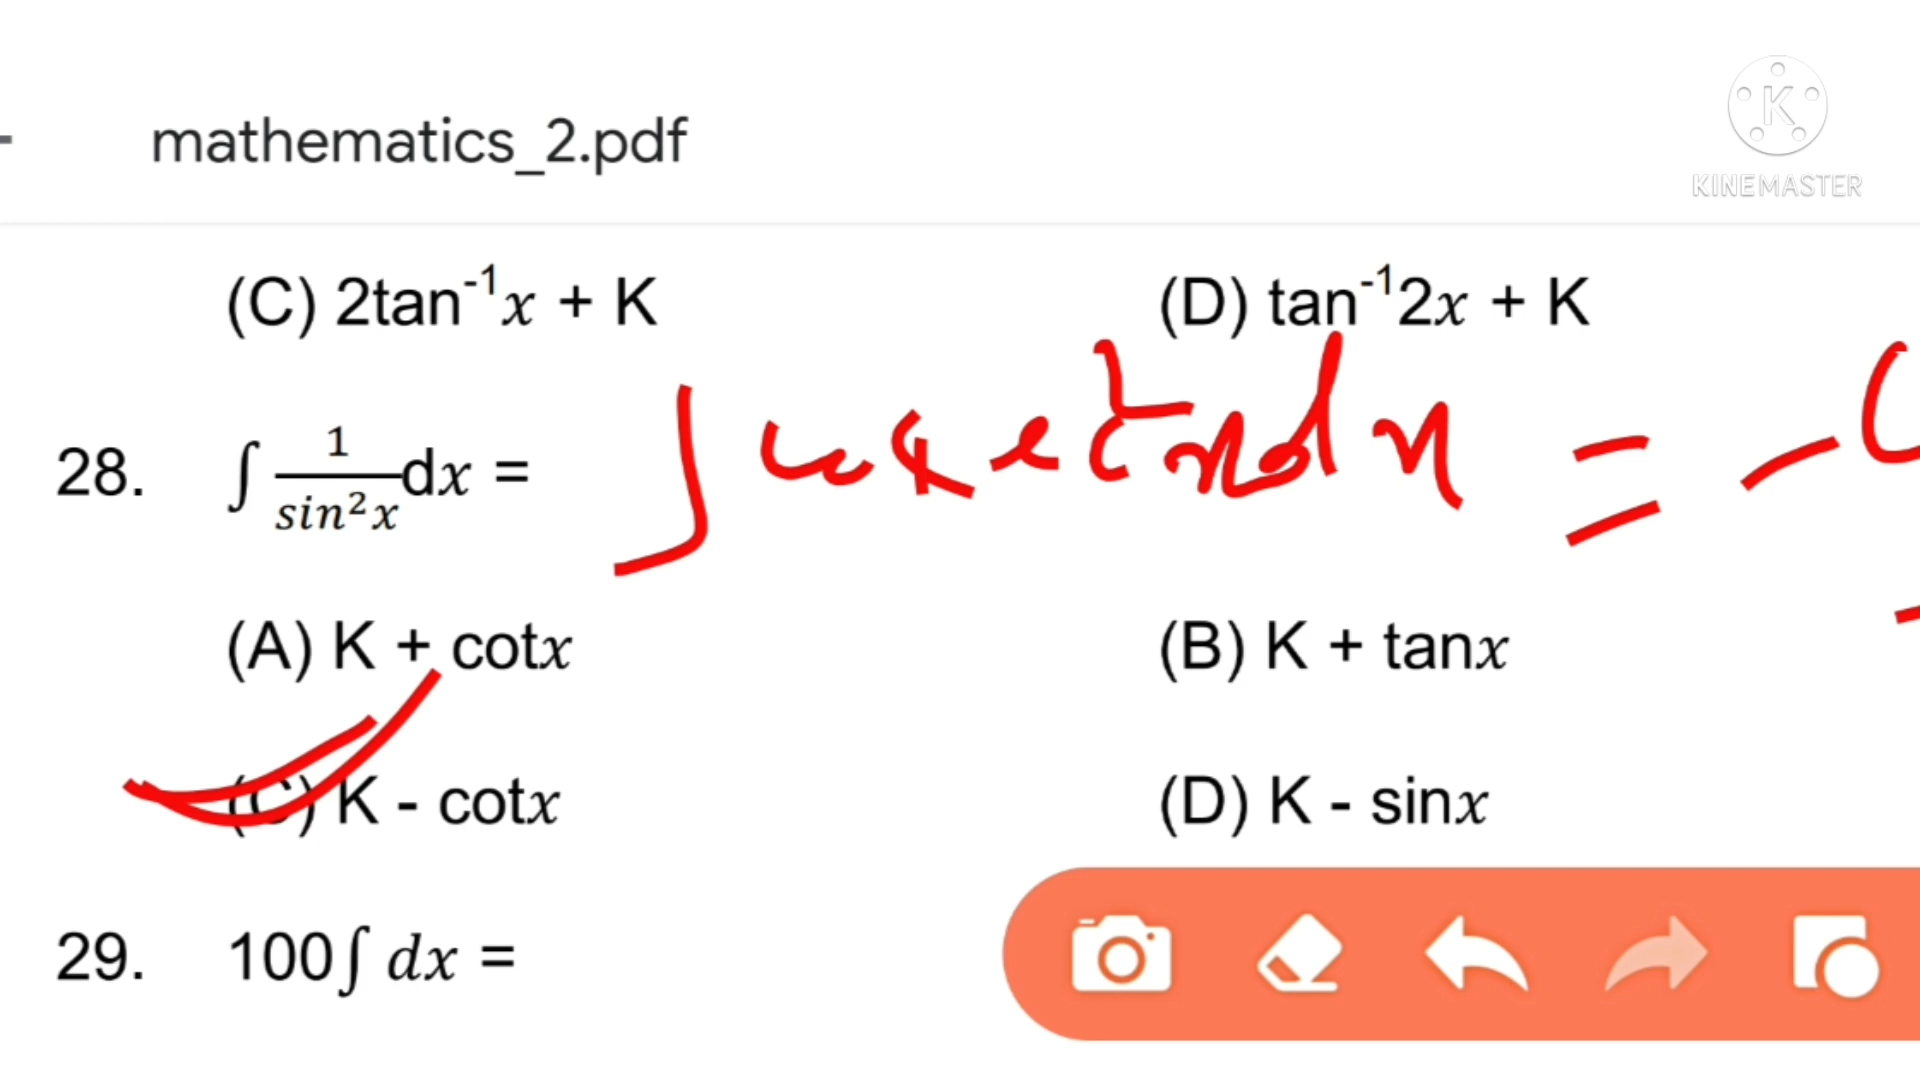 mathematics_2.pdf
KINEMASTER
(C) 2tan⁻¹x + K
(D) tan⁻¹2x + K
28. ∫ 1/sin²x dx = ∫ cosec²x dx = -
(A) K + cotx
(B) K + tanx
(C) K - cotx
(D) K - sinx
29. 100∫ dx =